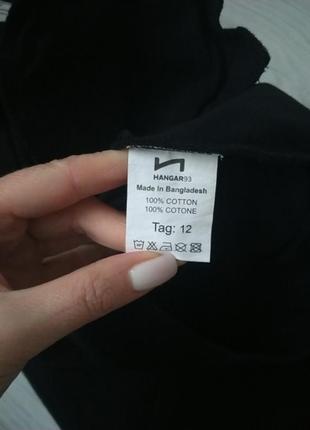 HANGAR93
Made In Bangladesh
100% COTTON
100% COTONE
Tag: 12